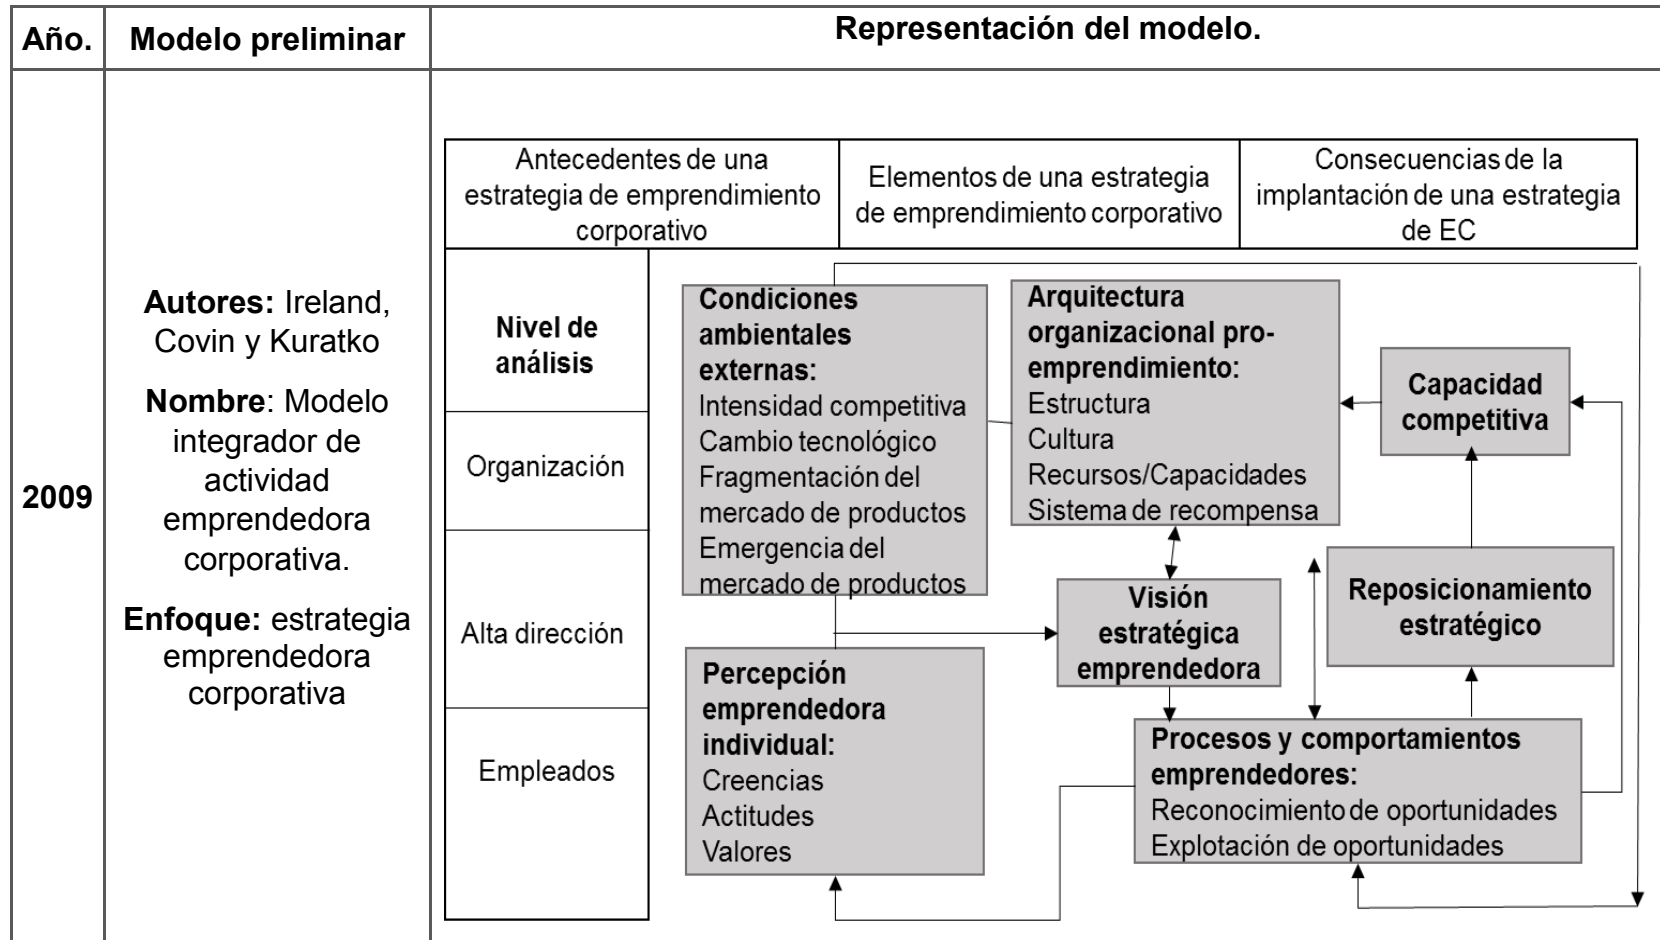 Año.
Modelo preliminar
Representación del modelo.
2009
Autores: Ireland,
Covin y Kuratko
Nombre: Modelo
integrador de
actividad
emprendedora
corporativa.
Enfoque: estrategia
emprendedora
corporativa
Antecedentes de una
estrategia de emprendimiento
corporativo
Elementos de una estrategia
de emprendimiento corporativo
Consecuencias de la
implantación de una estrategia
de EC
Nivel de
análisis
Organización
Alta dirección
Empleados
Condiciones
ambientales
externas:
Intensidad competitiva
Cambio tecnológico
Fragmentación del
mercado de productos
Emergencia del
mercado de productos
Percepción
emprendedora
individual:
Creencias
Actitudes
Valores
Arquitectura
organizacional pro-
emprendimiento:
Estructura
Cultura
Recursos/Capacidades
Sistema de recompensa
Visión
estratégica
emprendedora
Procesos y comportamientos
emprendedores:
Reconocimiento de oportunidades
Explotación de oportunidades
Capacidad
competitiva
Reposicionamiento
estratégico